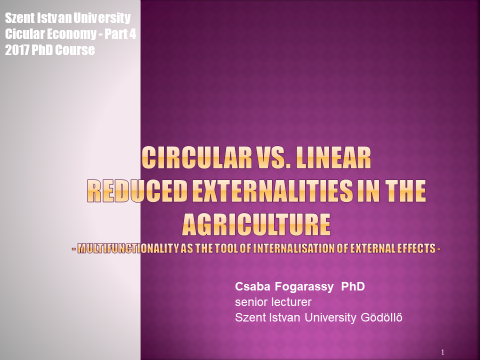 Szent Istvan University
Cicular Economy - Part 4
2017 PhD Course
CIRCULAR VS. LINEAR
REDUCED EXTERNALITIES IN THE
AGRICULTURE
- MULTIFUNCTIONALITY AS THE TOOL OF INTERNALISATION OF EXTERNAL EFFECTS -
Csaba Fogarassy PhD
senior lecturer
Szent Istvan University Gödöllő
1